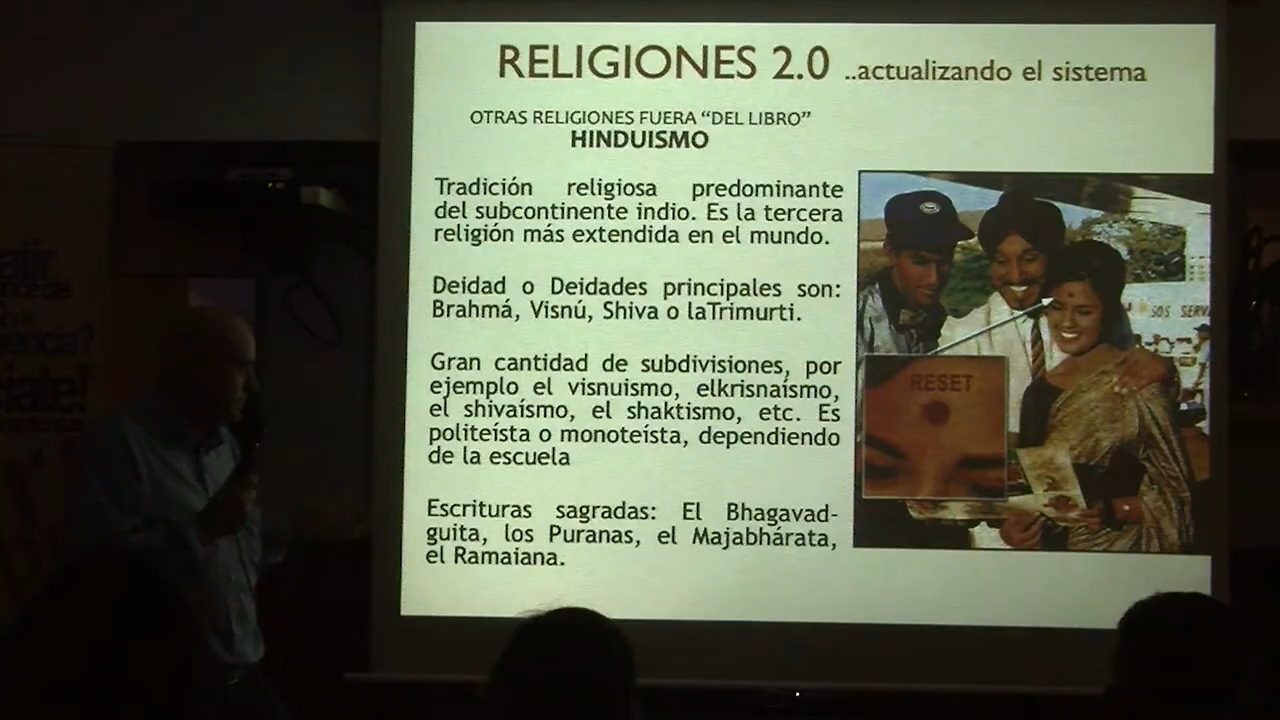 RELIGIONES 2.0 ..actualizando el sistema
OTRAS RELIGIONES FUERA “DEL LIBRO”
HINDUISMO
Tradición religiosa predominante
del subcontinente indio. Es la tercera
religión más extendida en el mundo.
Deidad o Deidades principales son:
Brahmá, Visnú, Shiva o laTrimurti.
Gran cantidad de subdivisiones, por
ejemplo el visnuismo, elkrisnaísmo,
el shivaísmo, el shaktismo, etc. Es
politeísta o monoteísta, dependiendo
de la escuela
Escrituras sagradas: El Bhagavad-
guita, los Puranas, el Majabhárata,
el Ramaiana.
SOS SERV
RESET